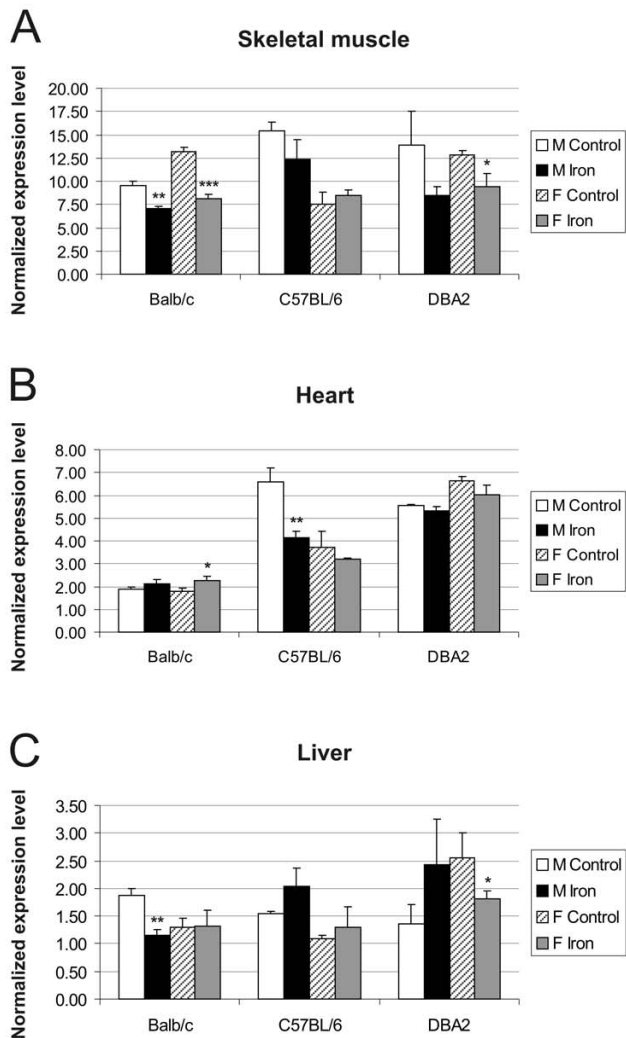 A
Skeletal muscle
Normalized expression level
20.00
17.50
15.00
12.50
10.00
7.50
5.00
2.50
0.00
** *** *
Balb/c C57BL/6 DBA2
M Control
M Iron
F Control
F Iron
B
Heart
Normalized expression level
8.00
7.00
6.00
5.00
4.00
3.00
2.00
1.00
0.00
* **
Balb/c C57BL/6 DBA2
M Control
M Iron
F Control
F Iron
C
Liver
Normalized expression level
3.50
3.00
2.50
2.00
1.50
1.00
0.50
0.00
** *
Balb/c C57BL/6 DBA2
M Control
M Iron
F Control
F Iron